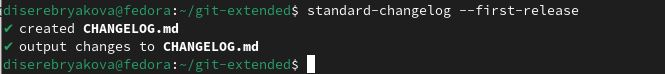 diserebryakova@fedora:~/git-extended$ standard-changelog --first-release
✔ created CHANGELOG.md
✔ output changes to CHANGELOG.md
diserebryakova@fedora:~/git-extended$